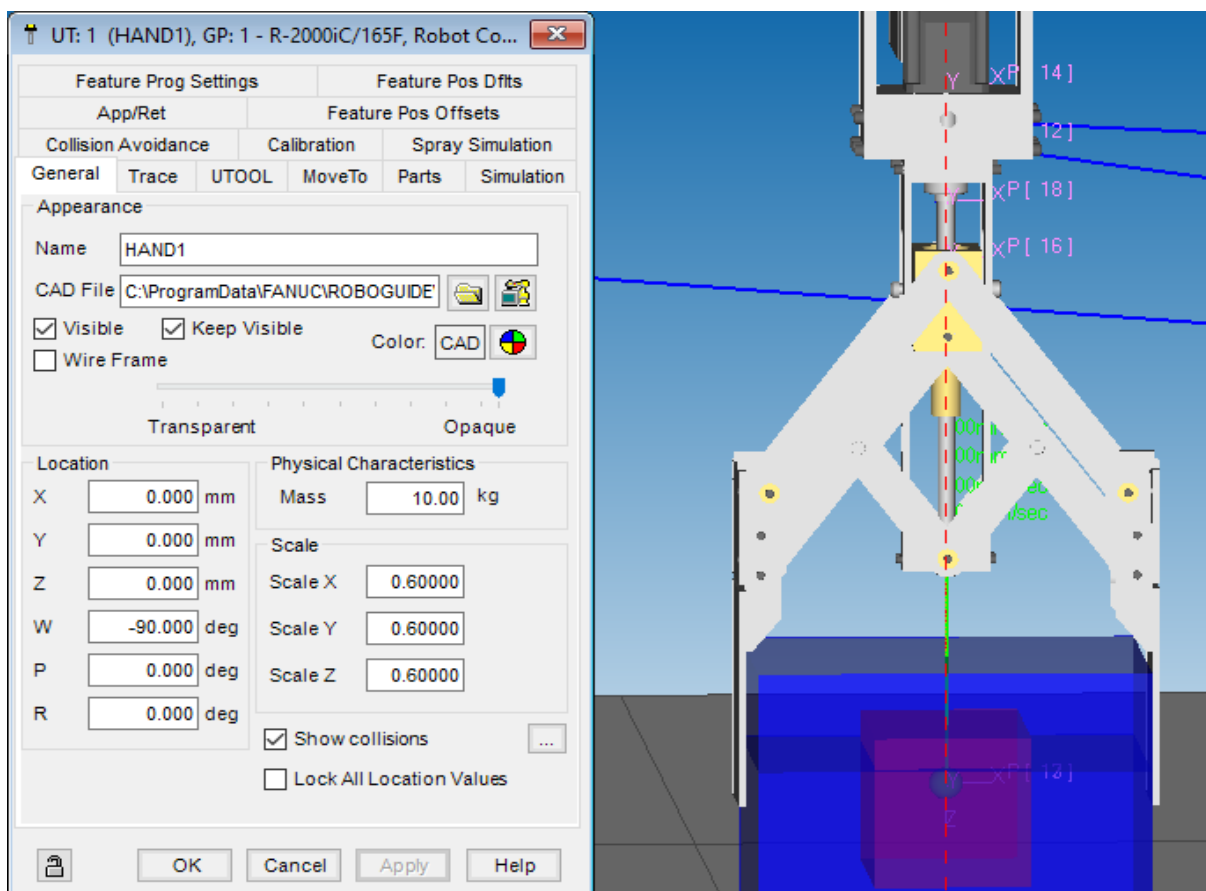 UT: 1 (HAND1), GP: 1 - R-2000iC/165F, Robot Co...
Feature Prog Settings Feature Pos Dflts
App/Ret Feature Pos Offsets
Collision Avoidance Calibration Spray Simulation
General Trace UTOOL MoveTo Parts Simulation
Appearance
Name HAND1
CAD File C:\ProgramData\FANUC\ROBOGUIDE\
Visible Keep Visible Color: CAD
Wire Frame
Transparent Opaque
Location
X 0.000 mm
Y 0.000 mm
Z 0.000 mm
W -90.000 deg
P 0.000 deg
R 0.000 deg
Physical Characteristics
Mass 10.00 kg
Scale
Scale X 0.60000
Scale Y 0.60000
Scale Z 0.60000
Show collisions ...
Lock All Location Values
OK Cancel Apply Help
Y XP[ 14]
12]
XP[ 18]
XP[ 16]
Z